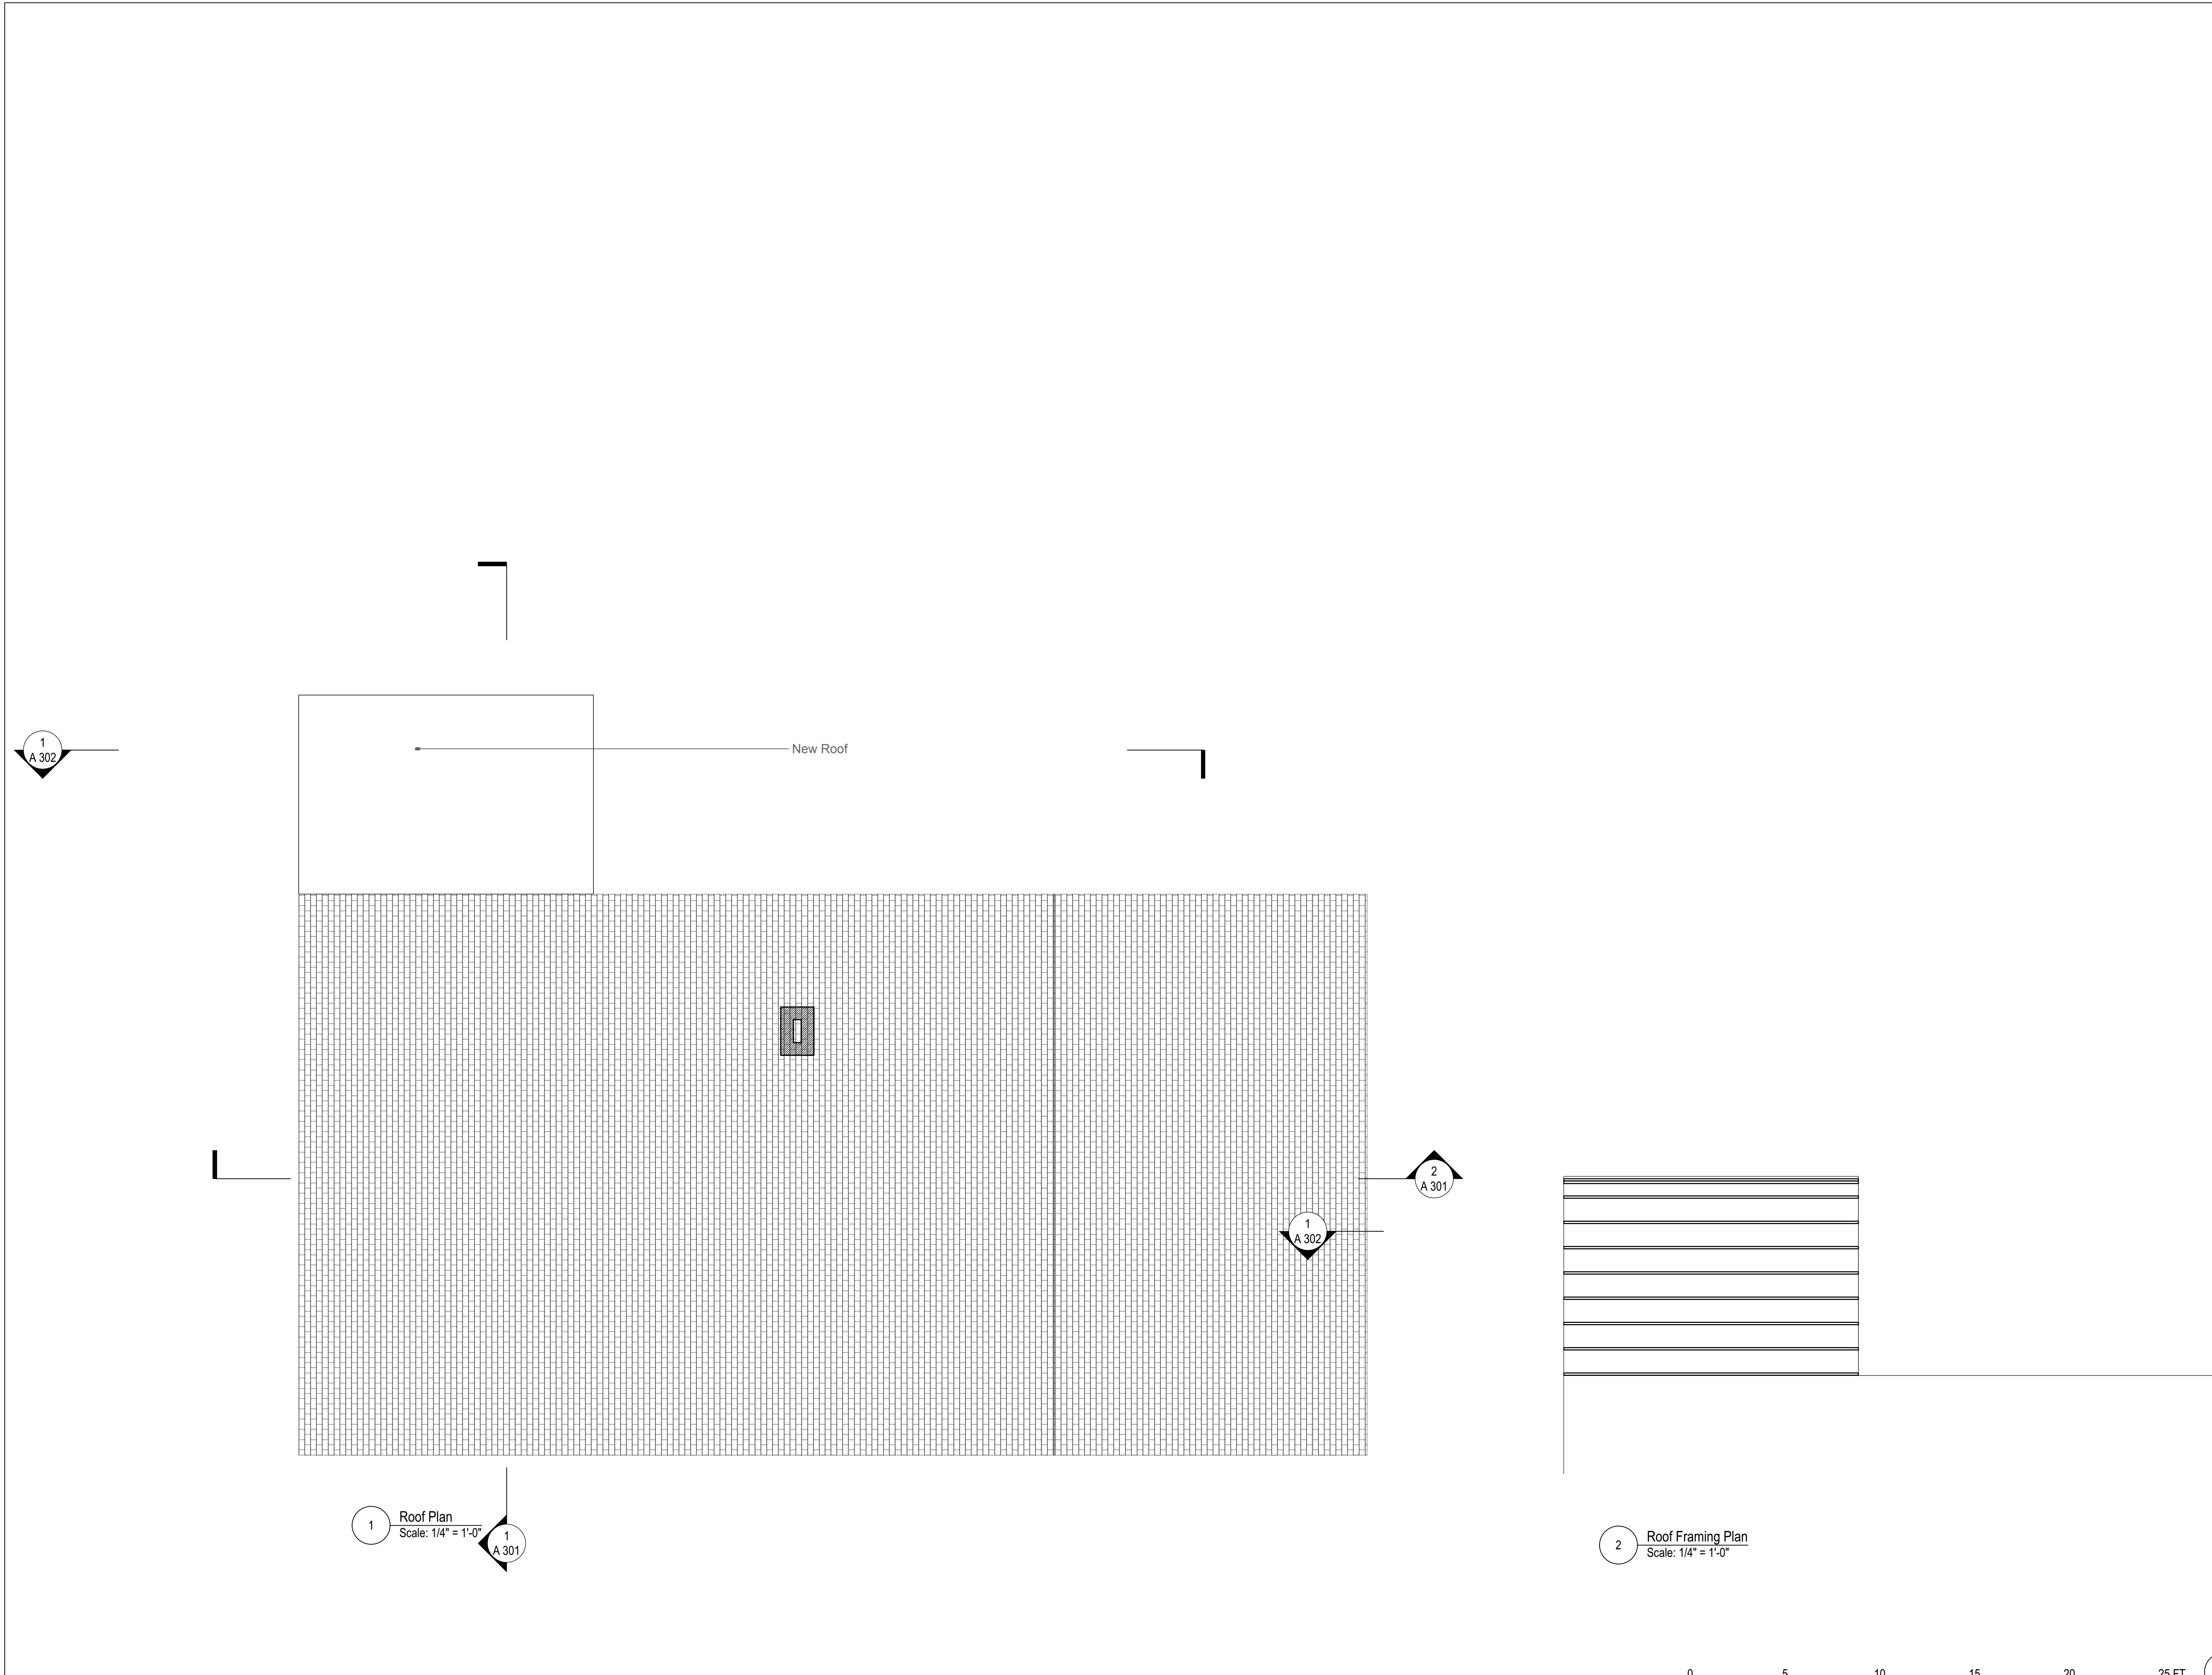 1
A 302
New Roof
2
A 301
1
A 302
1
Roof Plan
Scale: 1/4" = 1'-0"
1
A 301
2
Roof Framing Plan
Scale: 1/4" = 1'-0"
0 5 10 15 20 25 FT